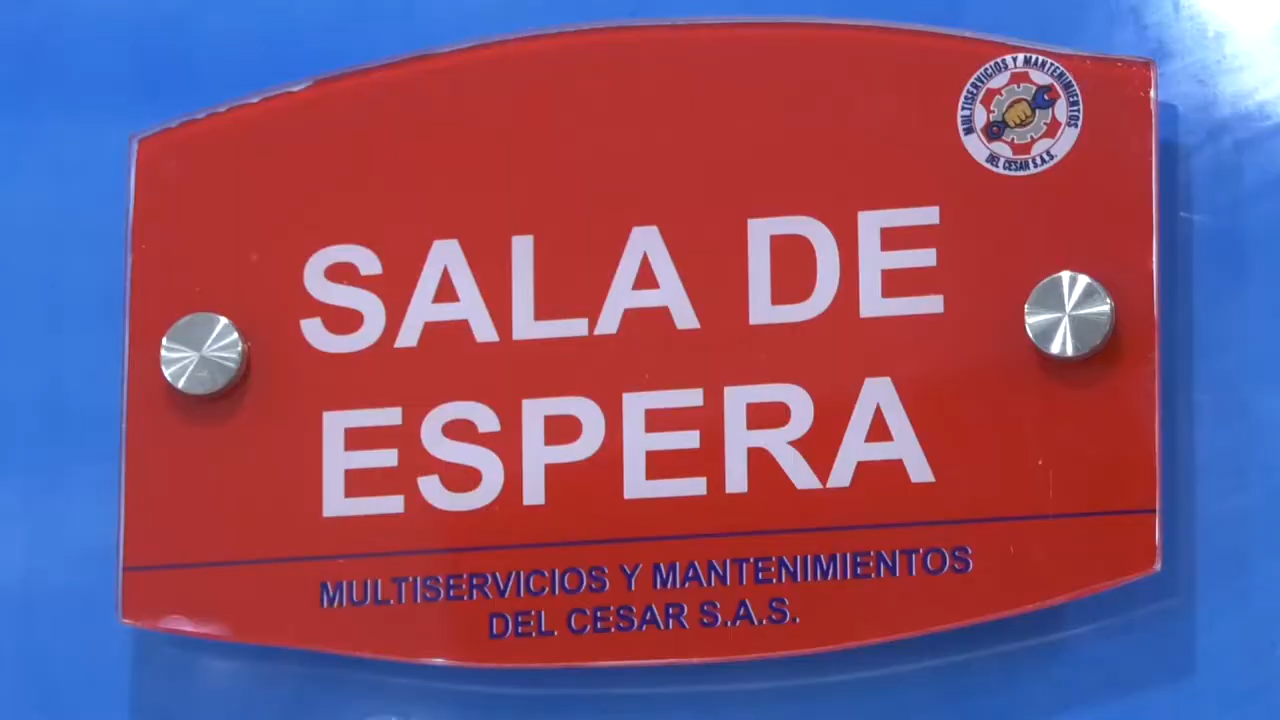 MULTISERVICIOS Y MANTENIMIENTOS
DEL CESAR S.A.S.
SALA DE
ESPERA
MULTISERVICIOS Y MANTENIMIENTOS
DEL CESAR S.A.S.